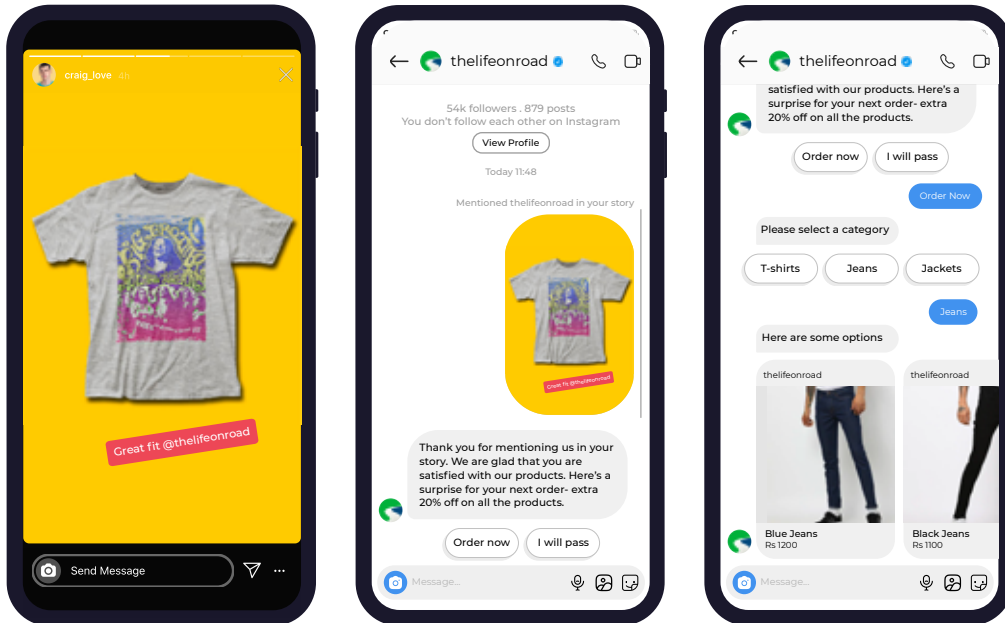 craig_love 4h
Great fit @thelifeonroad
Send Message
thelifeonroad
54k followers . 879 posts
You don't follow each other on Instagram
View Profile
Today 11:48
Mentioned thelifeonroad in your story
Great fit @thelifeonroad
Thank you for mentioning us in your
story. We are glad that you are
satisfied with our products. Here's a
surprise for your next order- extra
20% off on all the products.
Order now
I will pass
Message...
thelifeonroad
satisfied with our products. Here's a
surprise for your next order- extra
20% off on all the products.
Order now
I will pass
Order Now
Please select a category
T-shirts
Jeans
Jackets
Jeans
Here are some options
thelifeonroad
Blue Jeans
Rs 1200
thelifeonroad
Black Jeans
Rs 1100
Message...